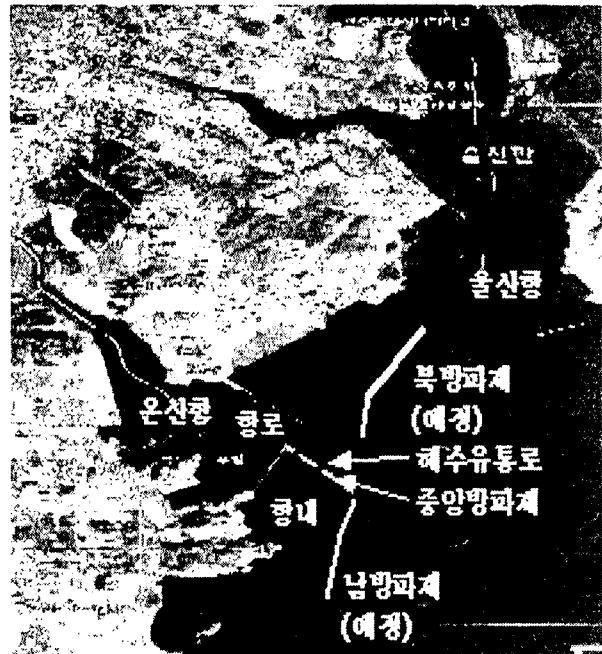 울산만
울산항
북방파제
(예정)
온산항
항로
해수유통로
중앙방파제
항내
남방파제
(예정)